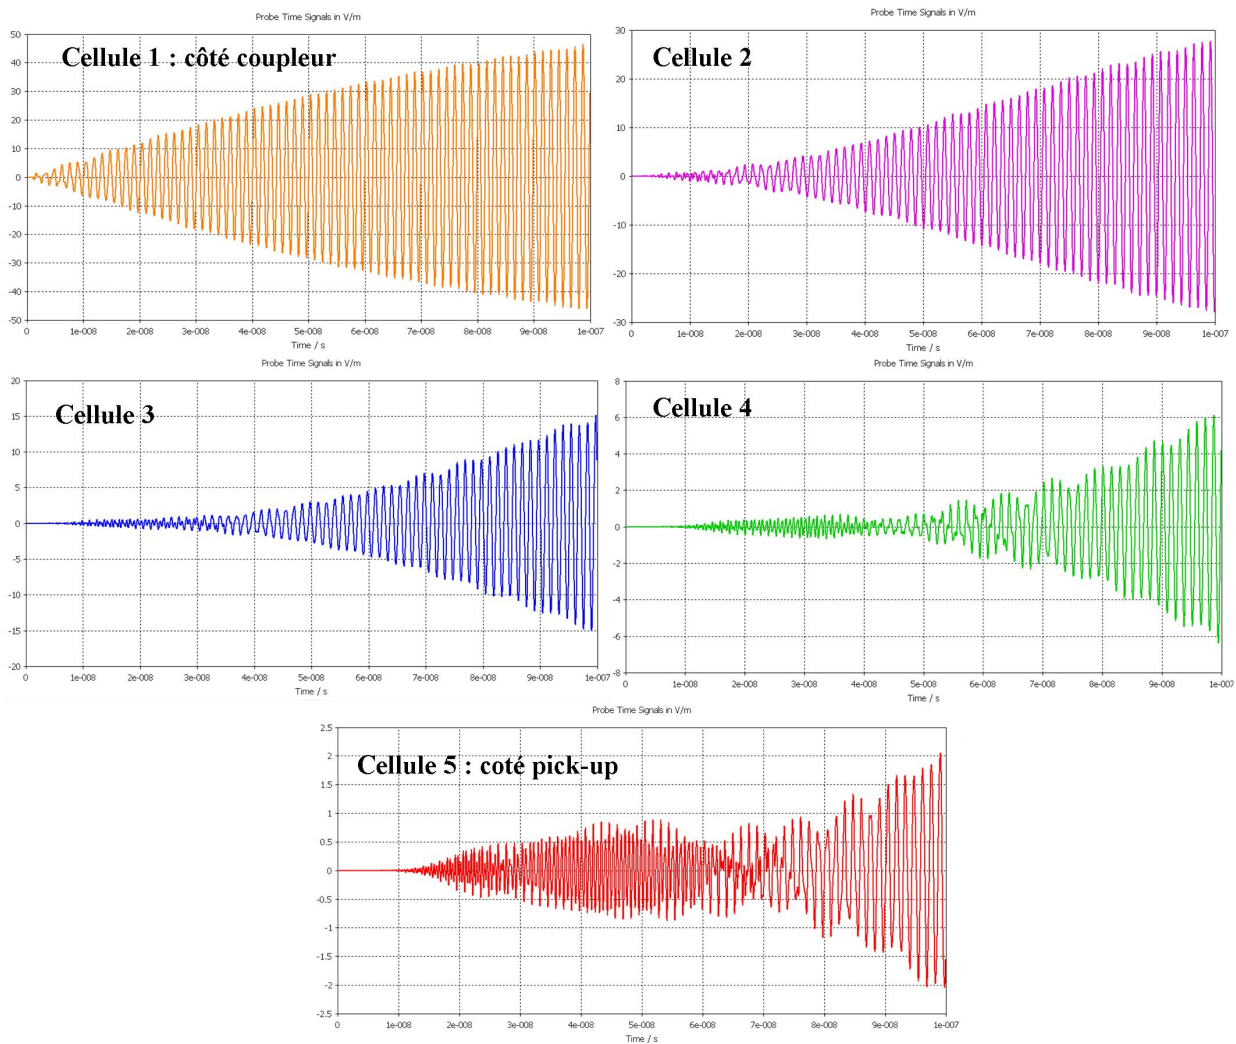 Probe Time Signals in V/m
Cellule 1 : côté coupleur
50
40
30
20
10
0
-10
-20
-30
-40
-50
0 1e-008 2e-008 3e-008 4e-008 5e-008 6e-008 7e-008 8e-008 9e-008 1e-007
Time / s
Probe Time Signals in V/m
Cellule 2
30
20
10
0
-10
-20
-30
0 1e-008 2e-008 3e-008 4e-008 5e-008 6e-008 7e-008 8e-008 9e-008 1e-007
Time / s
Probe Time Signals in V/m
Cellule 3
20
15
10
5
0
-5
-10
-15
-20
0 1e-008 2e-008 3e-008 4e-008 5e-008 6e-008 7e-008 8e-008 9e-008 1e-007
Time / s
Probe Time Signals in V/m
Cellule 4
8
6
4
2
0
-2
-4
-6
-8
0 1e-008 2e-008 3e-008 4e-008 5e-008 6e-008 7e-008 8e-008 9e-008 1e-007
Time / s
Probe Time Signals in V/m
Cellule 5 : coté pick-up
2.5
2
1.5
1
0.5
0
-0.5
-1
-1.5
-2
-2.5
0 1e-008 2e-008 3e-008 4e-008 5e-008 6e-008 7e-008 8e-008 9e-008 1e-007
Time / s